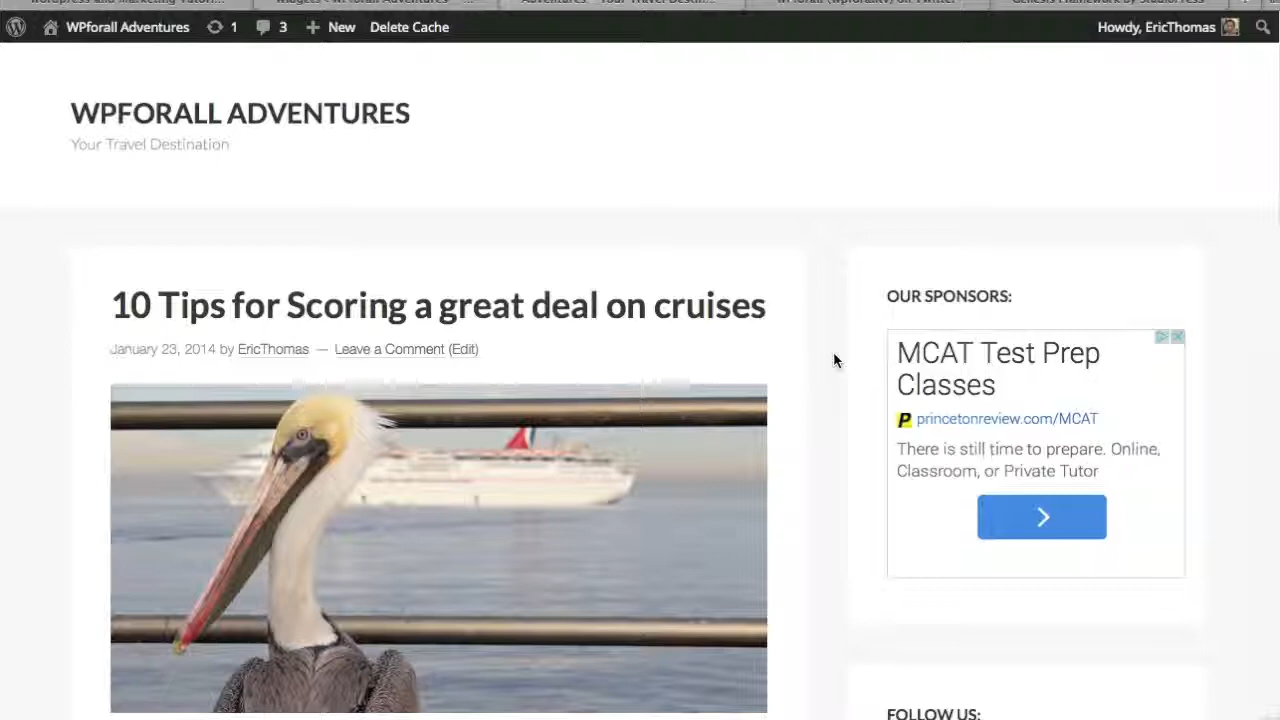 WPforall Adventures
1
3
New
Delete Cache
Howdy, EricThomas
WPFORALL ADVENTURES
Your Travel Destination
10 Tips for Scoring a great deal on cruises
January 23, 2014 by EricThomas — Leave a Comment (Edit)
OUR SPONSORS:
MCAT Test Prep
Classes
princetonreview.com/MCAT
There is still time to prepare. Online,
Classroom, or Private Tutor
FOLLOW US: